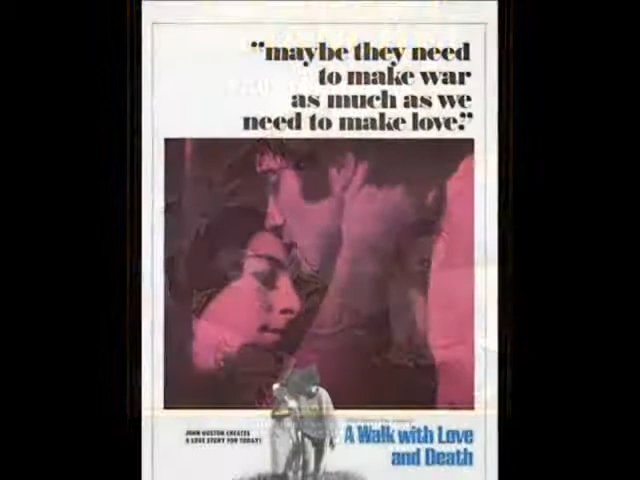 "maybe they need
to make war
as much as we
need to make love."
JOHN HUSTON CREATES
A LOVE STORY FOR TODAY!
A Walk with Love
and Death